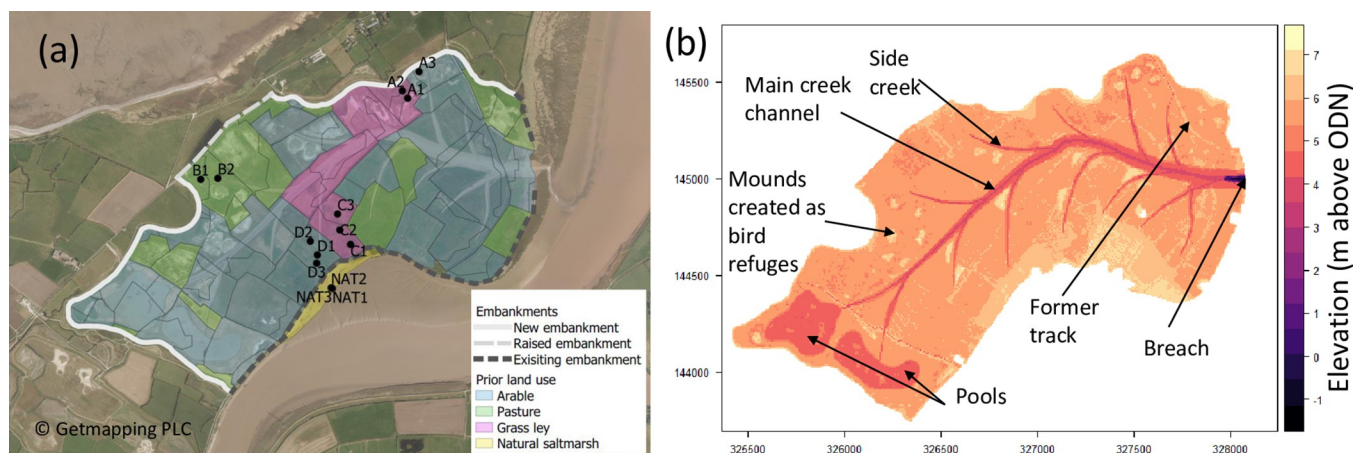 (a)
A3
A2
A1
B1
B2
C3
D2
C2
D1
C1
D3
NAT2
NAT3NAT1
Embankments
New embankment
Raised embankment
Exisiting embankment
Prior land use
Arable
Pasture
Grass ley
Natural saltmarsh
© Getmapping PLC
(b)
Side
creek
Main creek
channel
Mounds
created as
bird
refuges
Former
track
Breach
Pools
145500
145000
144500
144000
325500
326000
326500
327000
327500
328000
7
6
5
4
3
2
1
0
-1
Elevation (m above ODN)